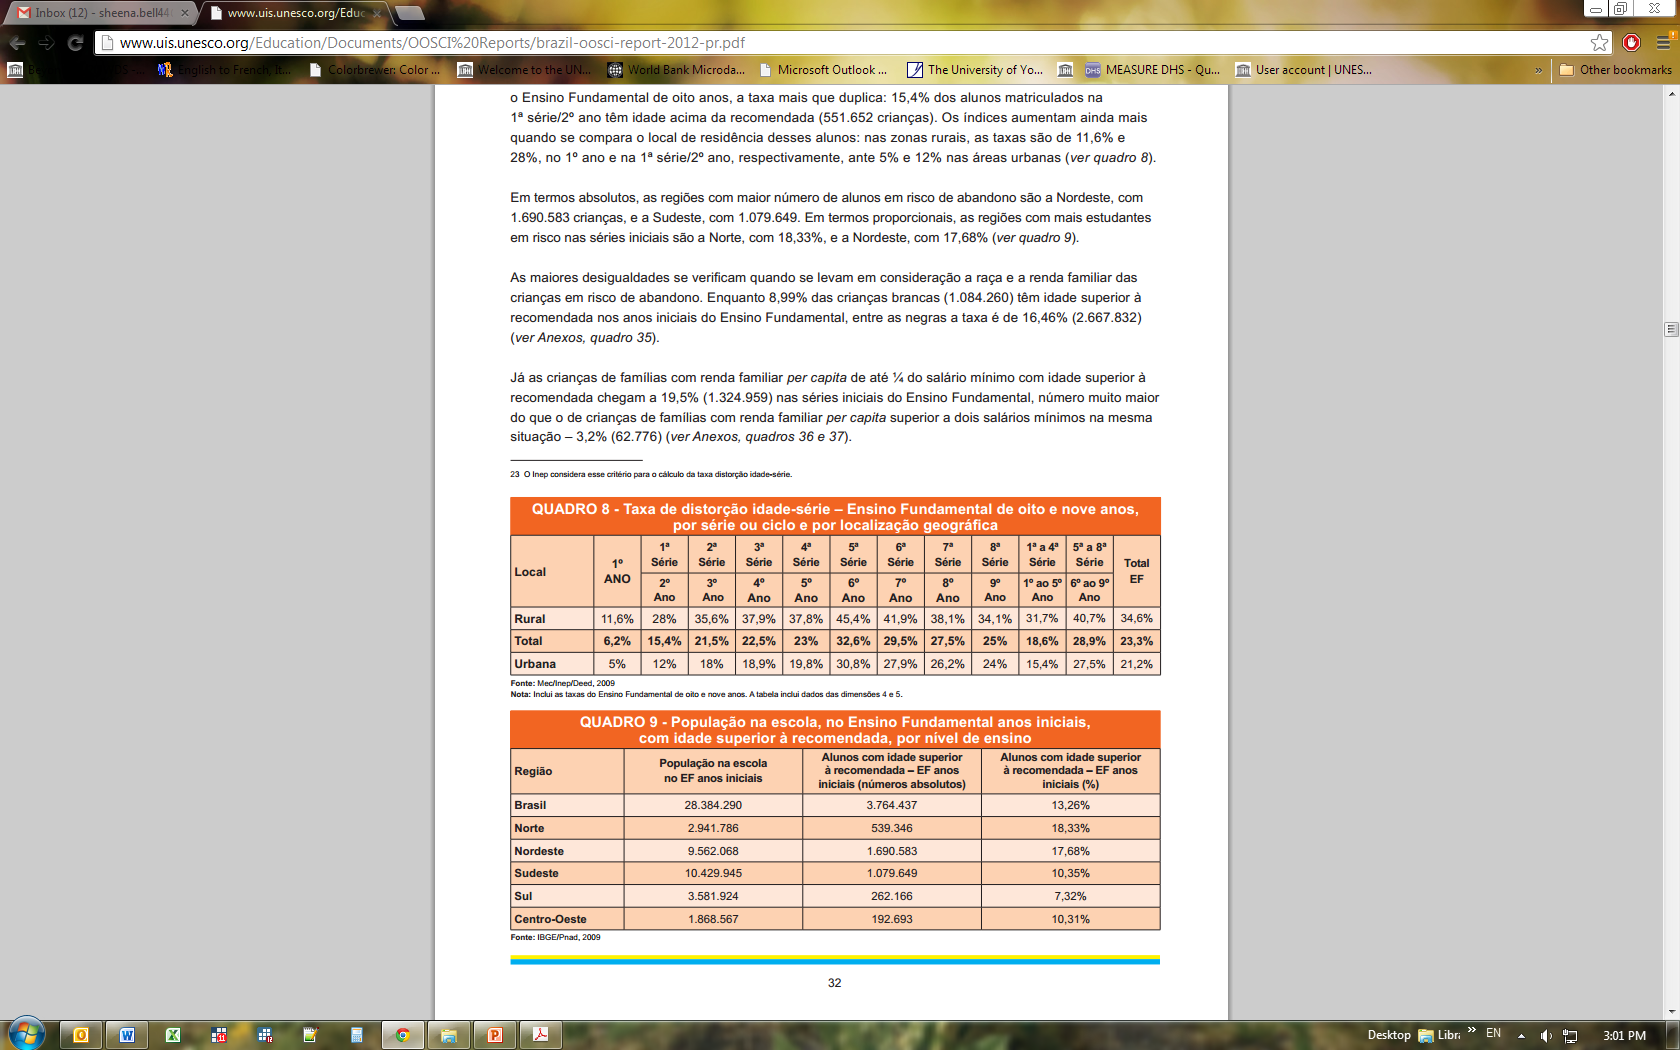 Inbox (12) - sheena.bell44
www.uis.unesco.org/Educ
www.uis.unesco.org/Education/Documents/OOSCI%20Reports/brazil-oosci-report-2012-pr.pdf
English to French, It...
Colorbrewer: Color ...
Welcome to the UN...
World Bank Microda...
Microsoft Outlook ...
The University of Yo...
MEASURE DHS - Qu...
User account | UNES...
»
Other bookmarks
o Ensino Fundamental de oito anos, a taxa mais que duplica: 15,4% dos alunos matriculados na
1ª série/2º ano têm idade acima da recomendada (551.652 crianças). Os índices aumentam ainda mais
quando se compara o local de residência desses alunos: nas zonas rurais, as taxas são de 11,6% e
28%, no 1º ano e na 1ª série/2º ano, respectivamente, ante 5% e 12% nas áreas urbanas (ver quadro 8).
Em termos absolutos, as regiões com maior número de alunos em risco de abandono são a Nordeste, com
1.690.583 crianças, e a Sudeste, com 1.079.649. Em termos proporcionais, as regiões com mais estudantes
em risco nas séries iniciais são a Norte, com 18,33%, e a Nordeste, com 17,68% (ver quadro 9).
As maiores desigualdades se verificam quando se levam em consideração a raça e a renda familiar das
crianças em risco de abandono. Enquanto 8,99% das crianças brancas (1.084.260) têm idade superior à
recomendada nos anos iniciais do Ensino Fundamental, entre as negras a taxa é de 16,46% (2.667.832)
(ver Anexos, quadro 35).
Já as crianças de famílias com renda familiar per capita de até ¼ do salário mínimo com idade superior à
recomendada chegam a 19,5% (1.324.959) nas séries iniciais do Ensino Fundamental, número muito maior
do que o de crianças de famílias com renda familiar per capita superior a dois salários mínimos na mesma
situação – 3,2% (62.776) (ver Anexos, quadros 36 e 37).
23 O Inep considera esse critério para o cálculo da taxa distorção idade-série.
QUADRO 8 - Taxa de distorção idade-série – Ensino Fundamental de oito e nove anos,
por série ou ciclo e por localização geográfica
Local 1º ANO 1ª Série 2ª Série 3ª Série 4ª Série 5ª Série 6ª Série 7ª Série 8ª Série 1ª a 4ª Série 5ª a 8ª Série Total EF
2º Ano 3º Ano 4º Ano 5º Ano 6º Ano 7º Ano 8º Ano 9º Ano 1º ao 5º Ano 6º ao 9º Ano
Rural 11,6% 28% 35,6% 37,9% 37,8% 45,4% 41,9% 38,1% 34,1% 31,7% 40,7% 34,6%
Total 6,2% 15,4% 21,5% 22,5% 23% 32,6% 29,5% 27,5% 25% 18,6% 28,9% 23,3%
Urbana 5% 12% 18% 18,9% 19,8% 30,8% 27,9% 26,2% 24% 15,4% 27,5% 21,2%
Fonte: Mec/Inep/Deed, 2009
Nota: Inclui as taxas do Ensino Fundamental de oito e nove anos. A tabela inclui dados das dimensões 4 e 5.
QUADRO 9 - População na escola, no Ensino Fundamental anos iniciais,
com idade superior à recomendada, por nível de ensino
Região
População na escola
no EF anos iniciais
Alunos com idade superior
à recomendada – EF anos
iniciais (números absolutos)
Alunos com idade superior
à recomendada – EF anos
iniciais (%)
Brasil 28.384.290 3.764.437 13,26%
Norte 2.941.786 539.346 18,33%
Nordeste 9.562.068 1.690.583 17,68%
Sudeste 10.429.945 1.079.649 10,35%
Sul 3.581.924 262.166 7,32%
Centro-Oeste 1.868.567 192.693 10,31%
Fonte: IBGE/Pnad, 2009
32
Desktop
Libr
»
EN
3:01 PM